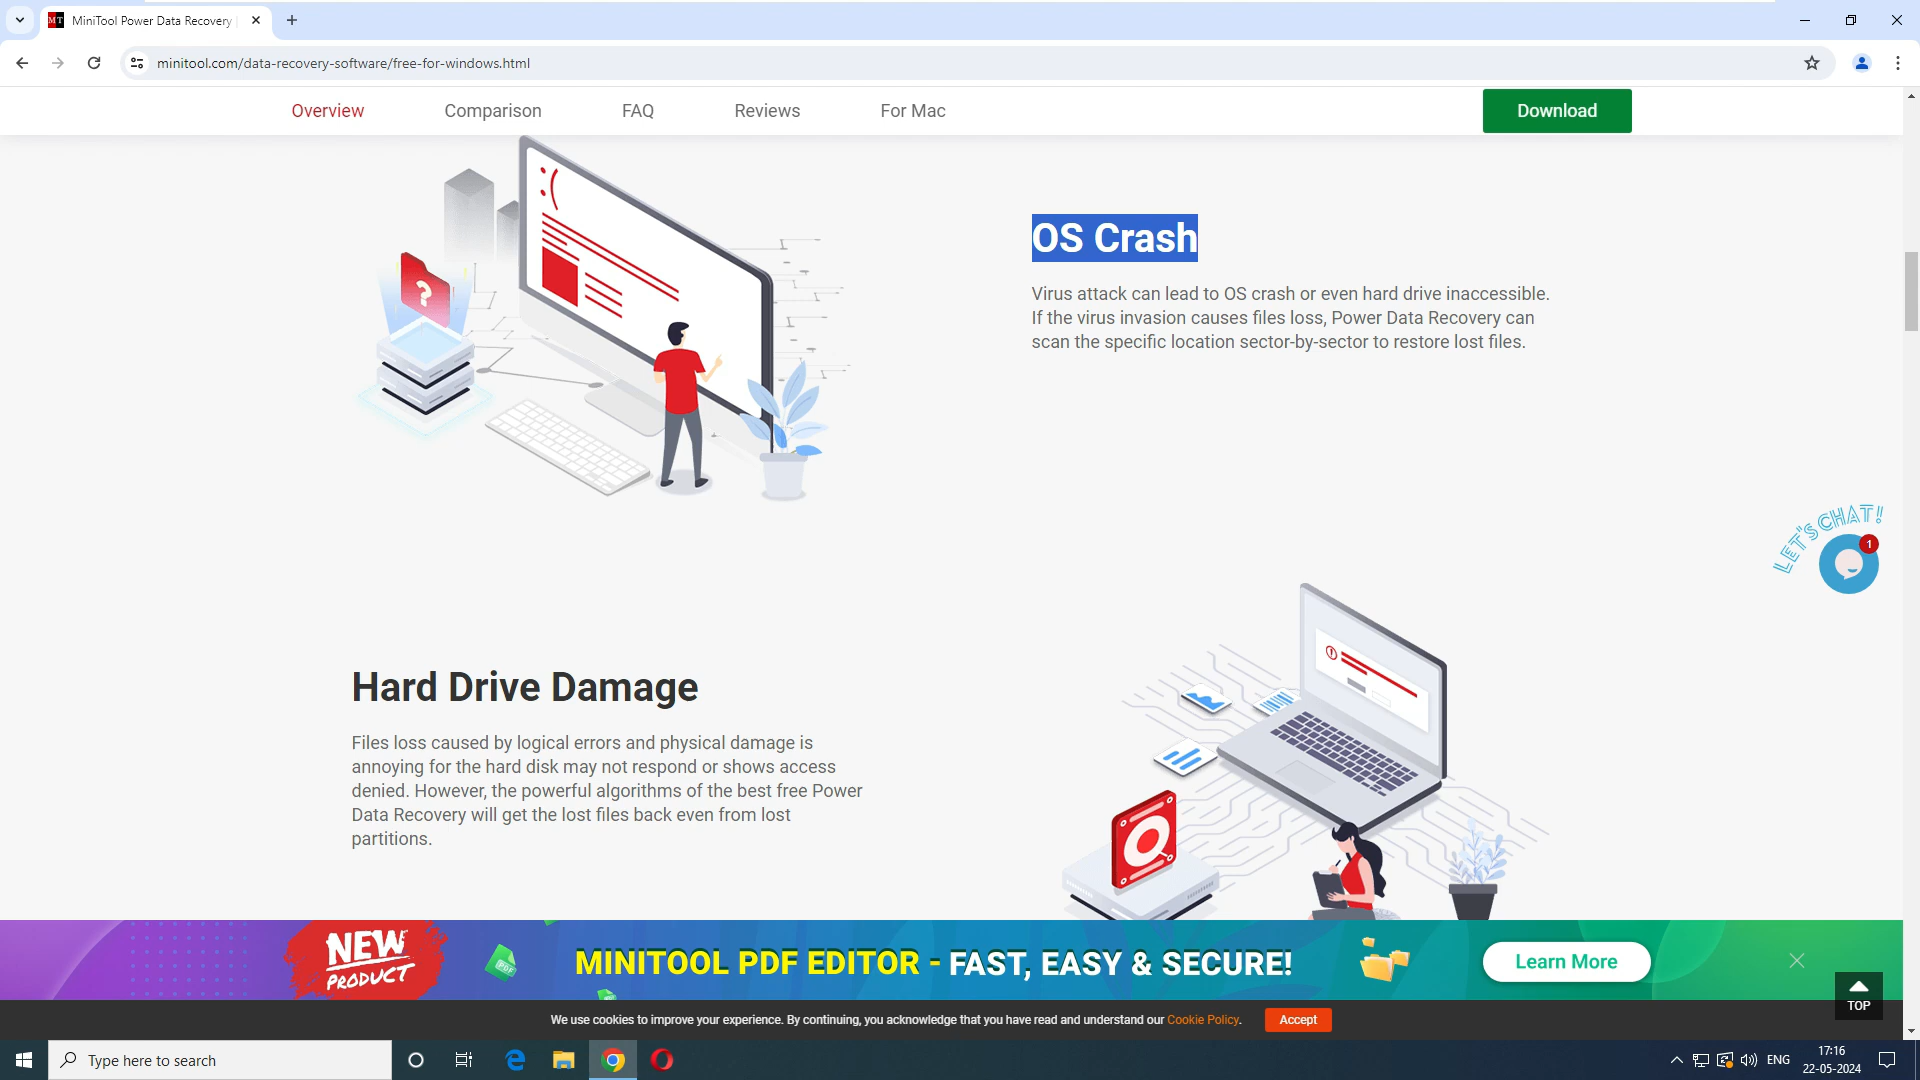 MT MiniTool Power Data Recovery
minitool.com/data-recovery-software/free-for-windows.html
Overview Comparison FAQ Reviews For Mac Download
:(
?
OS Crash
Virus attack can lead to OS crash or even hard drive inaccessible.
If the virus invasion causes files loss, Power Data Recovery can
scan the specific location sector-by-sector to restore lost files.
LET'S CHAT!
1
Hard Drive Damage
Files loss caused by logical errors and physical damage is
annoying for the hard disk may not respond or shows access
denied. However, the powerful algorithms of the best free Power
Data Recovery will get the lost files back even from lost
partitions.
NEW
PRODUCT
PDF
MINITOOL PDF EDITOR - FAST, EASY & SECURE!
Learn More
TOP
We use cookies to improve your experience. By continuing, you acknowledge that you have read and understand our Cookie Policy. Accept
Type here to search
ENG
17:16
22-05-2024